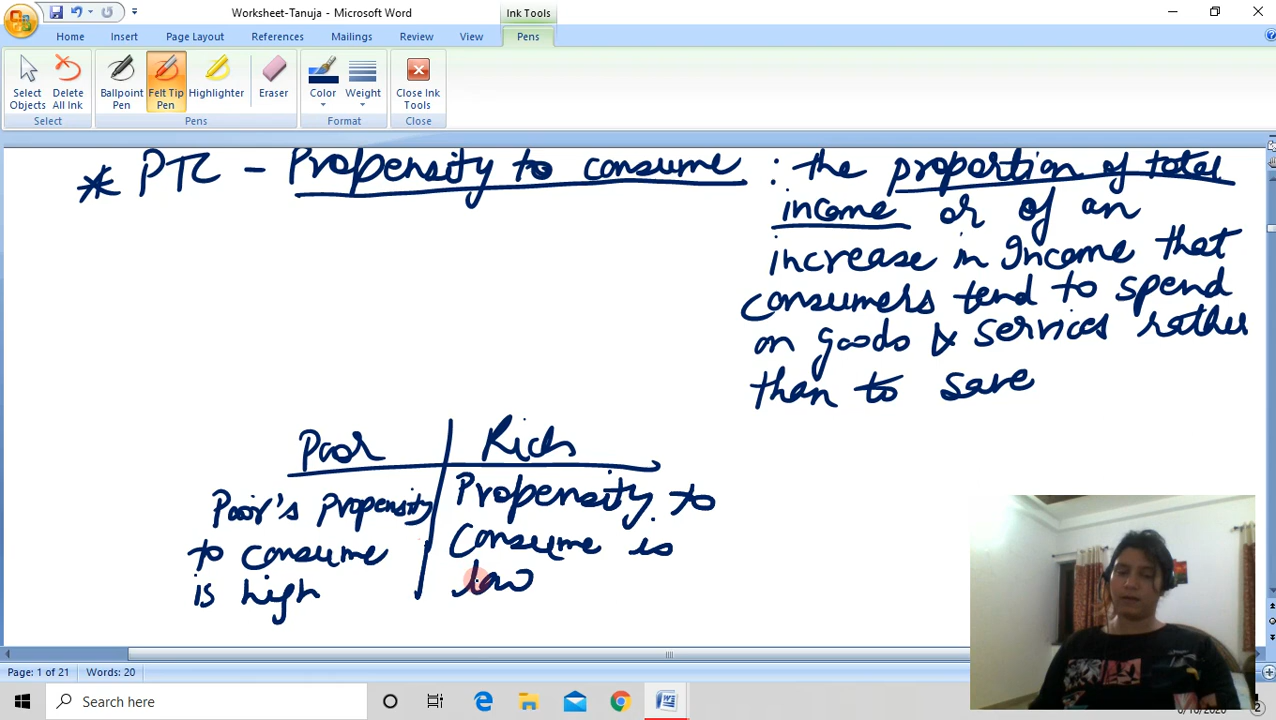 Worksheet-Tanuja - Microsoft Word
Ink Tools
Home Insert Page Layout References Mailings Review View Pens
Select Objects
Delete All Ink
Ballpoint Pen
Felt Tip Pen
Highlighter
Eraser
Color
Weight
Close Ink Tools
Select Pens Format Close
* PTC - Propensity to consume : the proportion of total
income or of an
increase in Income that
consumers tend to spend
on goods & services rather
than to save
Poor Rich
Poor's Propensity
to consume
is high
Propensity to
Consume is
low
Page: 1 of 21 Words: 20
Search here
2